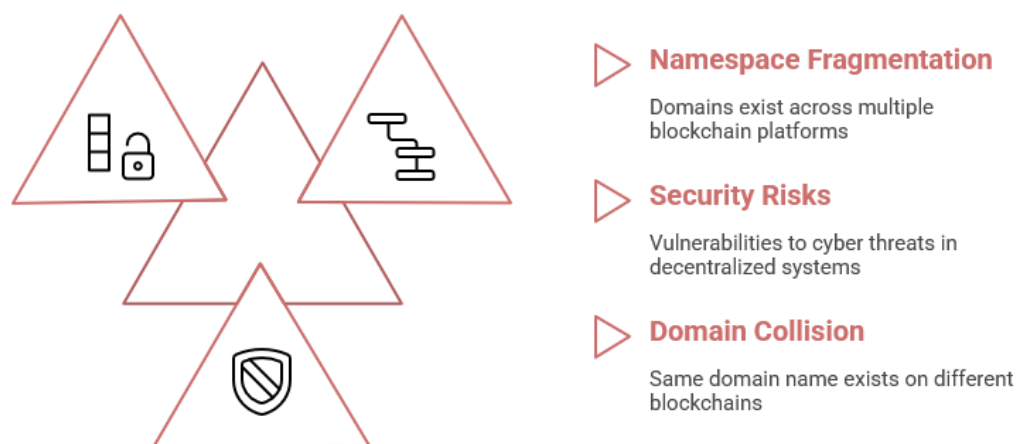 Namespace Fragmentation
Domains exist across multiple
blockchain platforms
Security Risks
Vulnerabilities to cyber threats in
decentralized systems
Domain Collision
Same domain name exists on different
blockchains